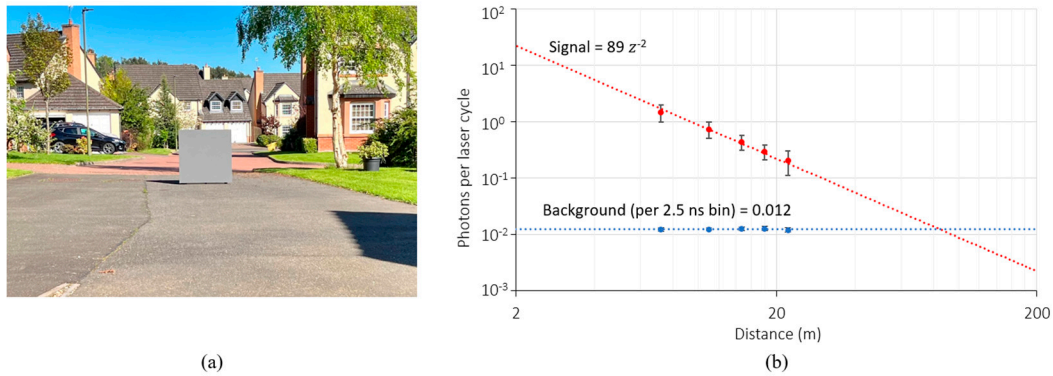 10²
Signal = 89 z⁻²
10¹
10⁰
10⁻¹
Background (per 2.5 ns bin) = 0.012
10⁻²
10⁻³
Photons per laser cycle
2
20
200
Distance (m)
(a)
(b)